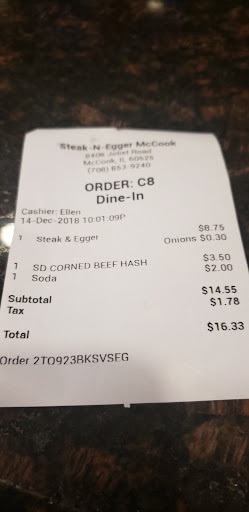 Steak-N-Egger McCook
8406 Joliet Road
McCook, IL 60525
(708) 853-9240
ORDER: C8
Dine-In
Cashier: Ellen
14-Dec-2018 10:01:09P
1 Steak & Egger $8.75
Onions $0.30
1 SD CORNED BEEF HASH $3.50
1 Soda $2.00
Subtotal $14.55
Tax $1.78
Total $16.33
Order 2TO923BKSVSEG